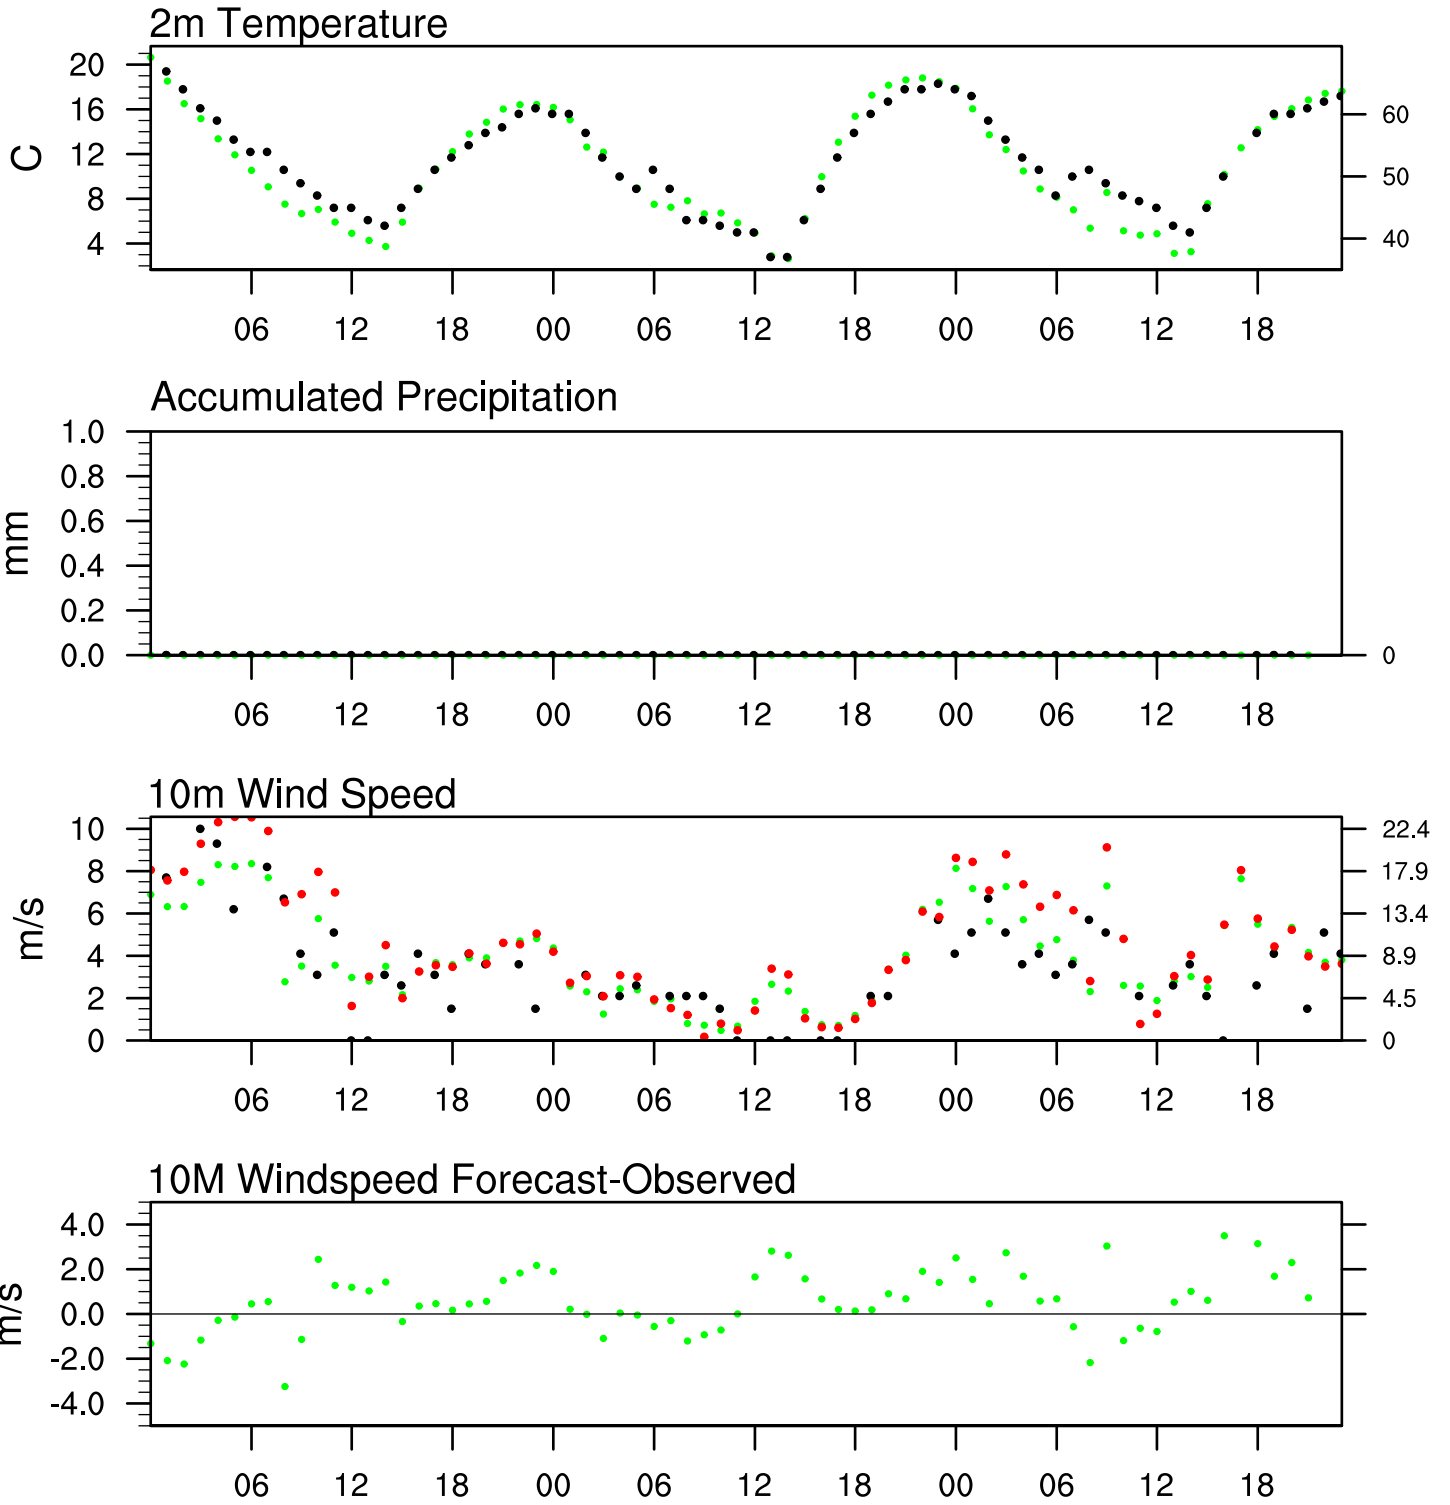 2m Temperature
20
16
12
8
4
C
60
50
40
06 12 18 00 06 12 18 00 06 12 18
Accumulated Precipitation
1.0
0.8
0.6
0.4
0.2
0.0
mm
0
06 12 18 00 06 12 18 00 06 12 18
10m Wind Speed
10
8
6
4
2
0
m/s
22.4
17.9
13.4
8.9
4.5
0
06 12 18 00 06 12 18 00 06 12 18
10M Windspeed Forecast-Observed
4.0
2.0
0.0
-2.0
-4.0
m/s
06 12 18 00 06 12 18 00 06 12 18